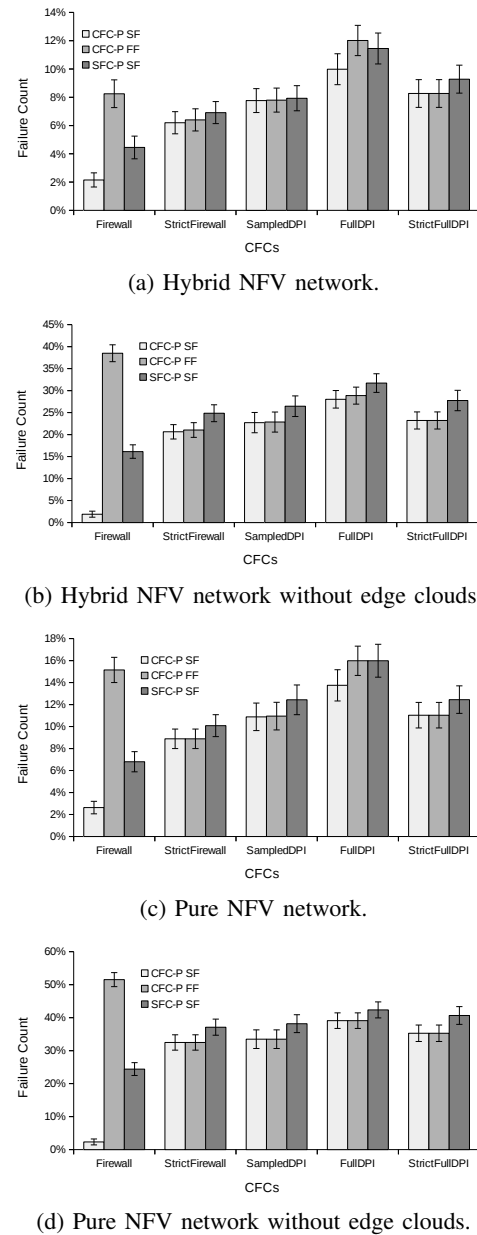 14%
12%
10%
8%
6%
4%
2%
0%
Failure Count
CFC-P SF
CFC-P FF
SFC-P SF
Firewall StrictFirewall SampledDPI FullDPI StrictFullDPI
CFCs
(a) Hybrid NFV network.
45%
40%
35%
30%
25%
20%
15%
10%
5%
0%
Failure Count
CFC-P SF
CFC-P FF
SFC-P SF
Firewall StrictFirewall SampledDPI FullDPI StrictFullDPI
CFCs
(b) Hybrid NFV network without edge clouds
18%
16%
14%
12%
10%
8%
6%
4%
2%
0%
Failure Count
CFC-P SF
CFC-P FF
SFC-P SF
Firewall StrictFirewall SampledDPI FullDPI StrictFullDPI
CFCs
(c) Pure NFV network.
60%
50%
40%
30%
20%
10%
0%
Failure Count
CFC-P SF
CFC-P FF
SFC-P SF
Firewall StrictFirewall SampledDPI FullDPI StrictFullDPI
CFCs
(d) Pure NFV network without edge clouds.